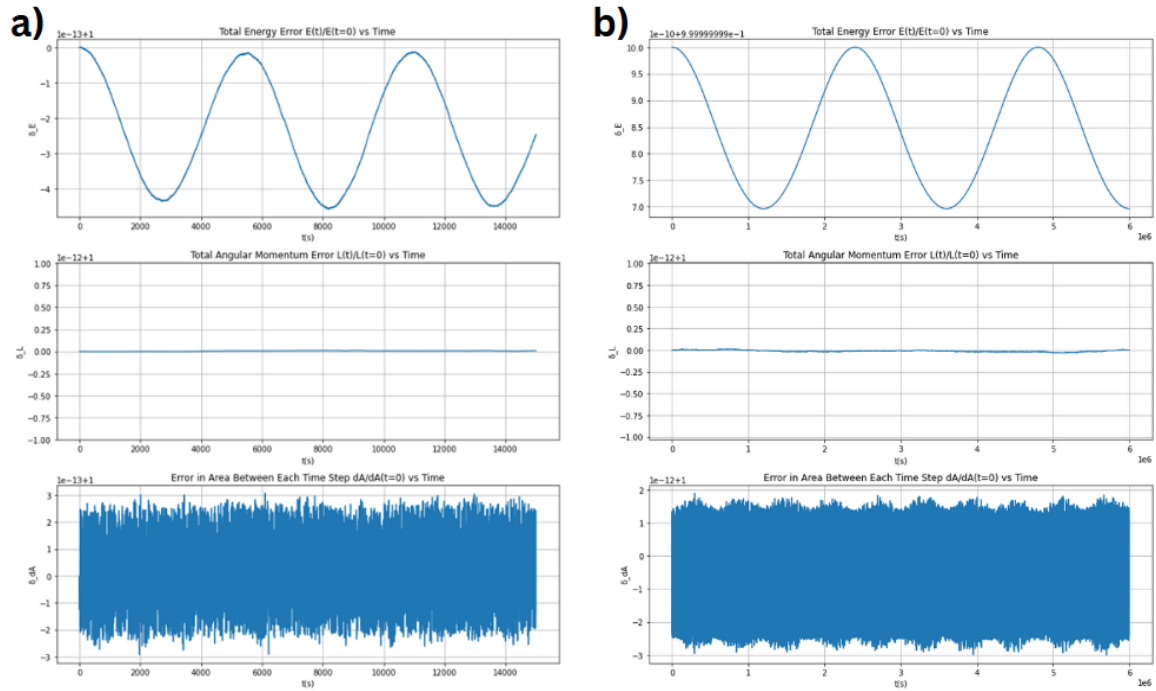 a)
1e−13+1
Total Energy Error E(t)/E(t=0) vs Time
0
−1
−2
−3
−4
δ_E
0 2000 4000 6000 8000 10000 12000 14000
t(s)
1e−12+1
Total Angular Momentum Error L(t)/L(t=0) vs Time
1.00
0.75
0.50
0.25
0.00
−0.25
−0.50
−0.75
−1.00
δ_L
0 2000 4000 6000 8000 10000 12000 14000
t(s)
1e−13+1
Error in Area Between Each Time Step dA/dA(t=0) vs Time
3
2
1
0
−1
−2
−3
δ_dA
0 2000 4000 6000 8000 10000 12000 14000
t(s)
b)
1e−10+9.99999999e−1
Total Energy Error E(t)/E(t=0) vs Time
10.0
9.5
9.0
8.5
8.0
7.5
7.0
δ_E
0 1 2 3 4 5 6
t(s)
1e6
1e−12+1
Total Angular Momentum Error L(t)/L(t=0) vs Time
1.00
0.75
0.50
0.25
0.00
−0.25
−0.50
−0.75
−1.00
δ_L
0 1 2 3 4 5 6
t(s)
1e6
1e−12+1
Error in Area Between Each Time Step dA/dA(t=0) vs Time
2
1
0
−1
−2
−3
δ_dA
0 1 2 3 4 5 6
t(s)
1e6